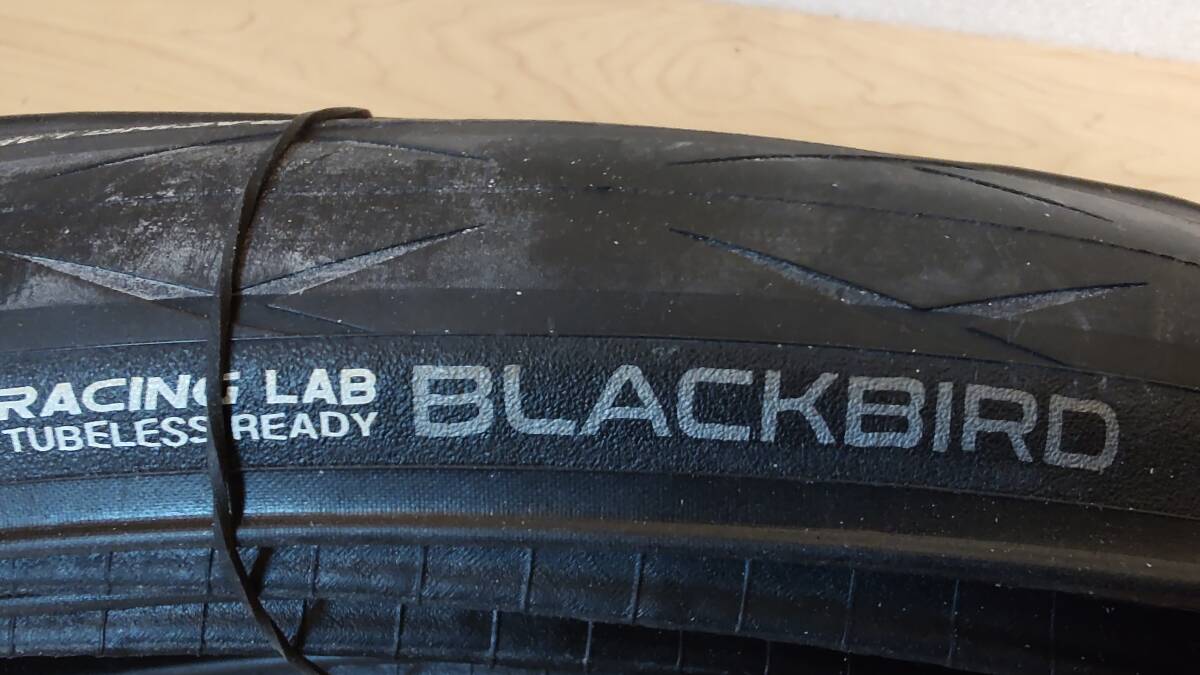 RACING LAB
TUBELESS READY
BLACKBIRD